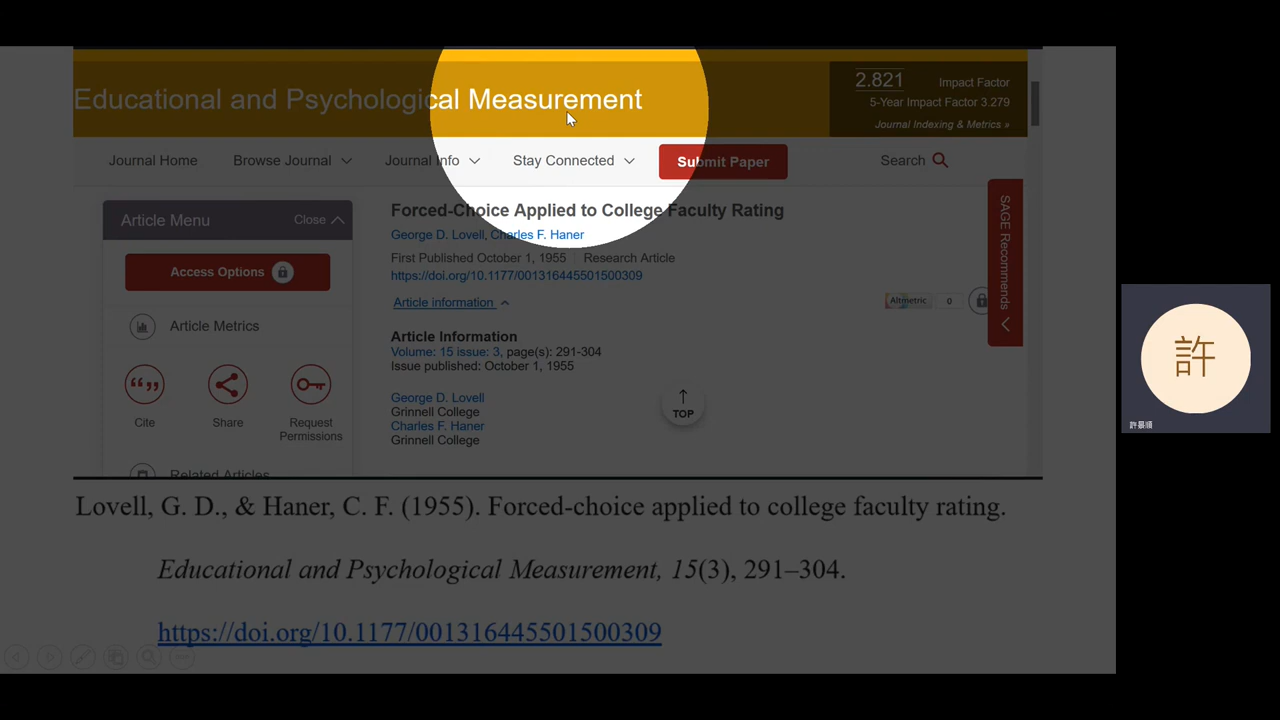 Educational and Psychological Measurement
2.821 Impact Factor
5-Year Impact Factor 3.279
Journal Indexing & Metrics »
Journal Home Browse Journal Journal Info Stay Connected Submit Paper Search
Article Menu Close
Access Options
Article Metrics
Cite Share Request Permissions
Related Articles
Forced-Choice Applied to College Faculty Rating
George D. Lovell, Charles F. Haner
First Published October 1, 1955 Research Article
https://doi.org/10.1177/001316445501500309
Article information
Altmetric 0
Article Information
Volume: 15 issue: 3, page(s): 291-304
Issue published: October 1, 1955
George D. Lovell
Grinnell College
Charles F. Haner
Grinnell College
TOP
SAGE Recommends
Lovell, G. D., & Haner, C. F. (1955). Forced-choice applied to college faculty rating.
Educational and Psychological Measurement, 15(3), 291–304.
https://doi.org/10.1177/001316445501500309
許
許景順